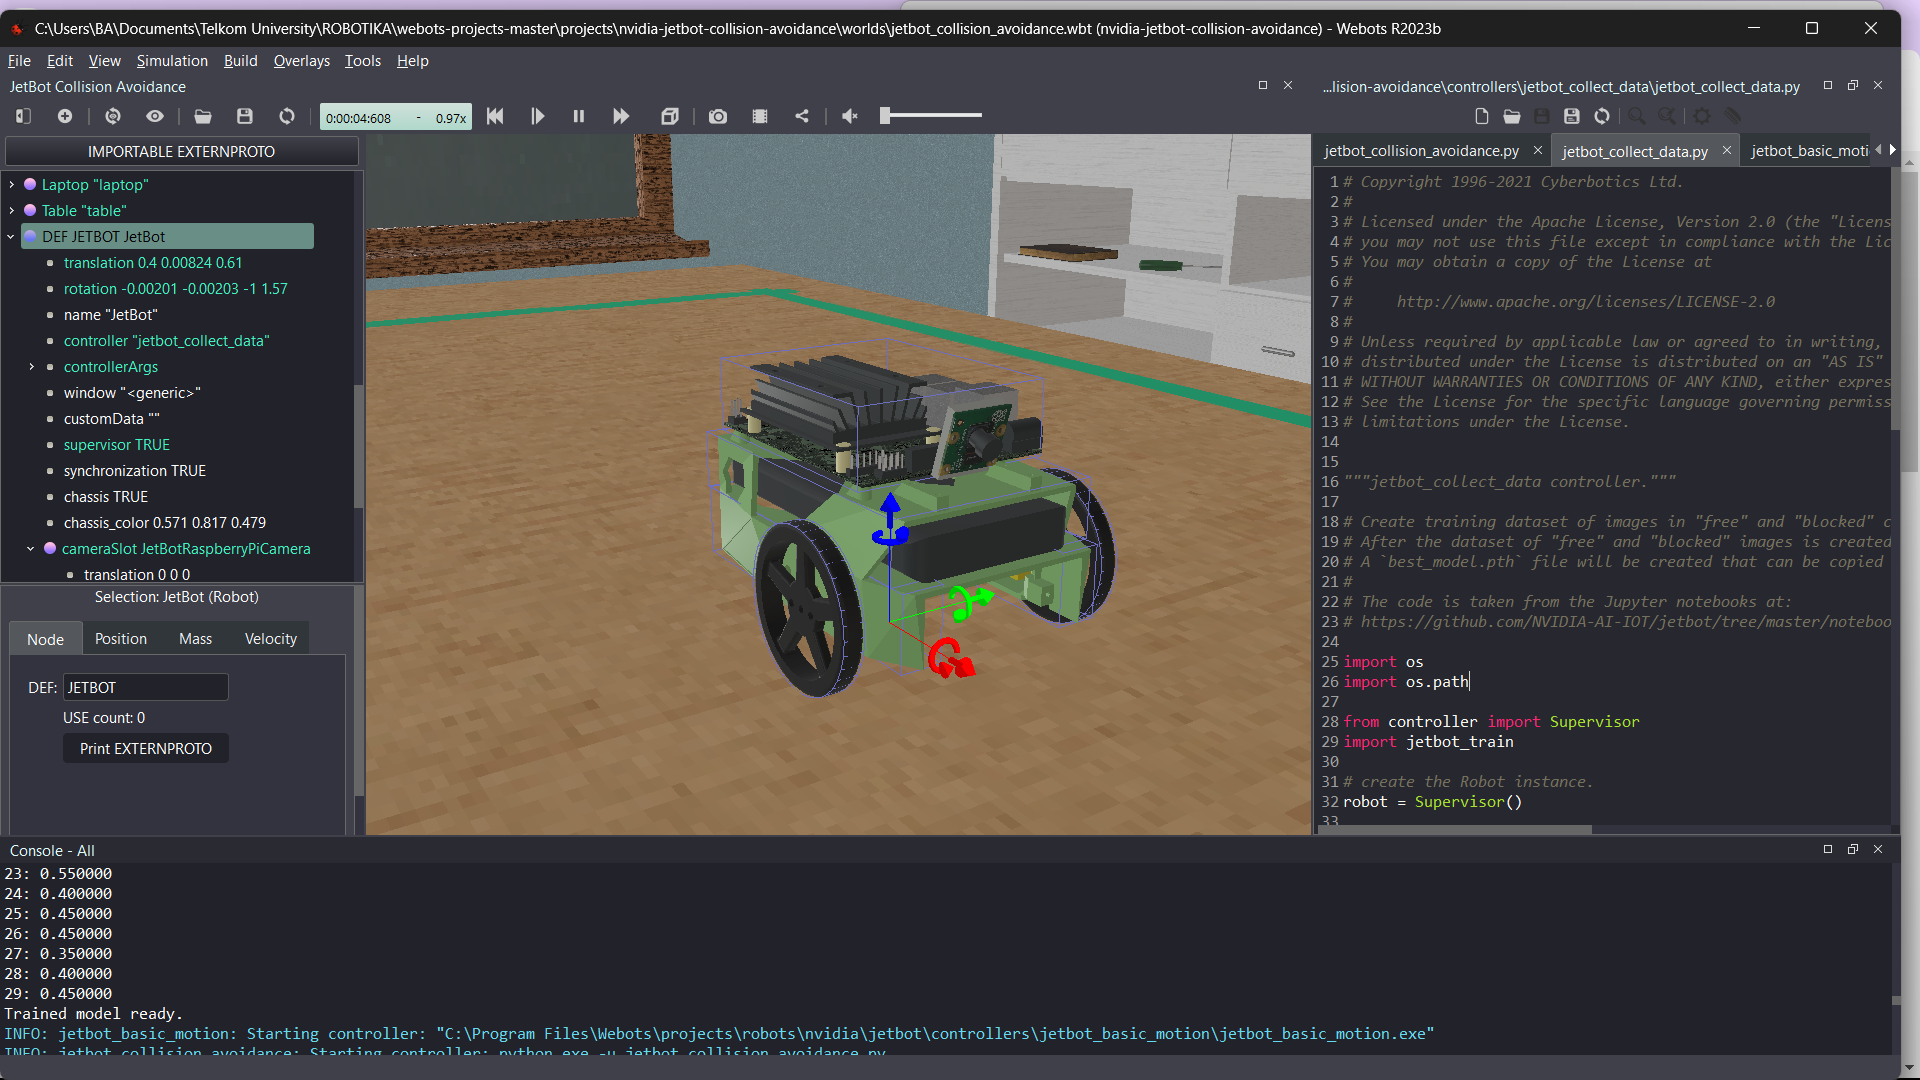 C:\Users\BA\Documents\Telkom University\ROBOTIKA\webots-projects-master\projects\nvidia-jetbot-collision-avoidance\worlds\jetbot_collision_avoidance.wbt (nvidia-jetbot-collision-avoidance) - Webots R2023b
File Edit View Simulation Build Overlays Tools Help
JetBot Collision Avoidance
0:00:04:608 - 0.97x
IMPORTABLE EXTERNPROTO
Laptop "laptop"
Table "table"
DEF JETBOT JetBot
translation 0.4 0.00824 0.61
rotation -0.00201 -0.00203 -1 1.57
name "JetBot"
controller "jetbot_collect_data"
controllerArgs
window "<generic>"
customData ""
supervisor TRUE
synchronization TRUE
chassis TRUE
chassis_color 0.571 0.817 0.479
cameraSlot JetBotRaspberryPiCamera
translation 0 0 0
Selection: JetBot (Robot)
Node Position Mass Velocity
DEF: JETBOT
USE count: 0
Print EXTERNPROTO
...lision-avoidance\controllers\jetbot_collect_data\jetbot_collect_data.py
jetbot_collision_avoidance.py jetbot_collect_data.py jetbot_basic_moti
1 # Copyright 1996-2021 Cyberbotics Ltd.
2 #
3 # Licensed under the Apache License, Version 2.0 (the "Licens
4 # you may not use this file except in compliance with the Lic
5 # You may obtain a copy of the License at
6 #
7 #     http://www.apache.org/licenses/LICENSE-2.0
8 #
9 # Unless required by applicable law or agreed to in writing,
10 # distributed under the License is distributed on an "AS IS"
11 # WITHOUT WARRANTIES OR CONDITIONS OF ANY KIND, either expres
12 # See the License for the specific language governing permiss
13 # limitations under the License.
14
15
16 """jetbot_collect_data controller."""
17
18 # Create training dataset of images in "free" and "blocked" c
19 # After the dataset of "free" and "blocked" images is created
20 # A `best_model.pth` file will be created that can be copied
21 #
22 # The code is taken from the Jupyter notebooks at:
23 # https://github.com/NVIDIA-AI-IOT/jetbot/tree/master/noteboo
24
25 import os
26 import os.path
27
28 from controller import Supervisor
29 import jetbot_train
30
31 # create the Robot instance.
32 robot = Supervisor()
33
Console - All
23: 0.550000
24: 0.400000
25: 0.450000
26: 0.450000
27: 0.350000
28: 0.400000
29: 0.450000
Trained model ready.
INFO: jetbot_basic_motion: Starting controller: "C:\Program Files\Webots\projects\robots\nvidia\jetbot\controllers\jetbot_basic_motion\jetbot_basic_motion.exe"
INFO: jetbot_collision_avoidance: Starting controller: python.exe -u jetbot_collision_avoidance.py